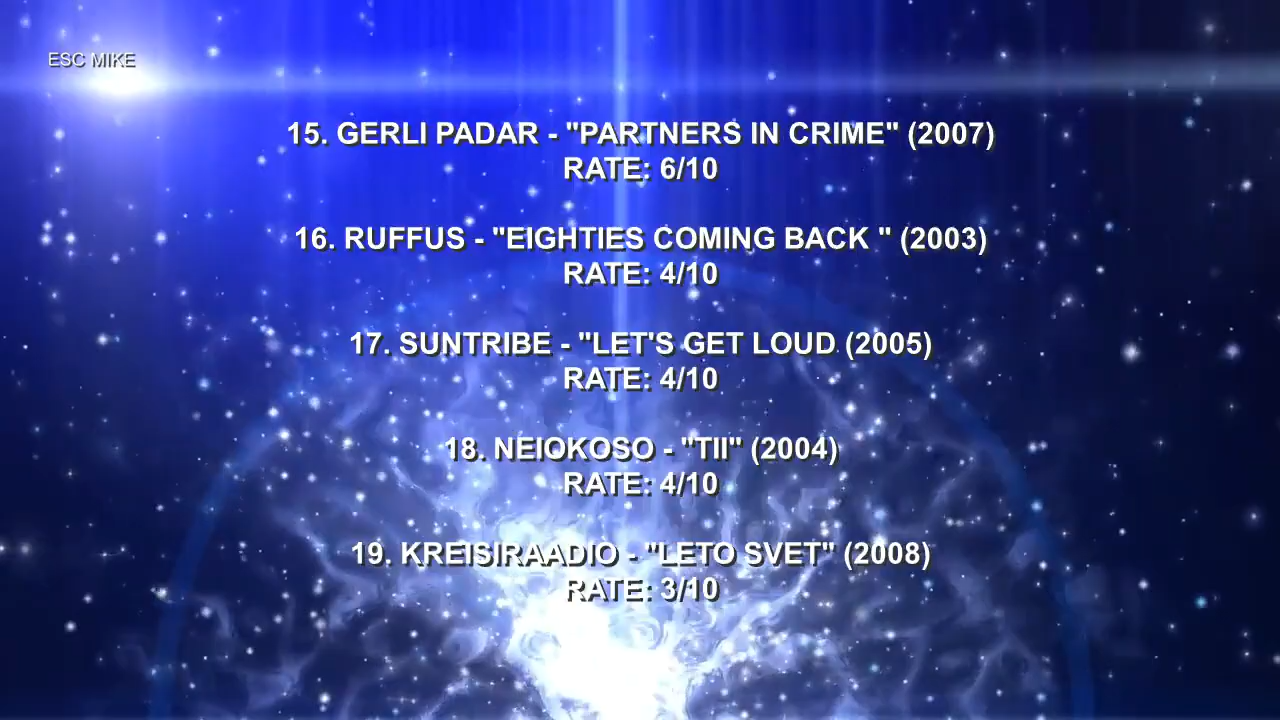 ESC MIKE
15. GERLI PADAR - "PARTNERS IN CRIME" (2007)
RATE: 6/10
16. RUFFUS - "EIGHTIES COMING BACK " (2003)
RATE: 4/10
17. SUNTRIBE - "LET'S GET LOUD (2005)
RATE: 4/10
18. NEIOKOSO - "TII" (2004)
RATE: 4/10
19. KREISIRAADIO - "LETO SVET" (2008)
RATE: 3/10